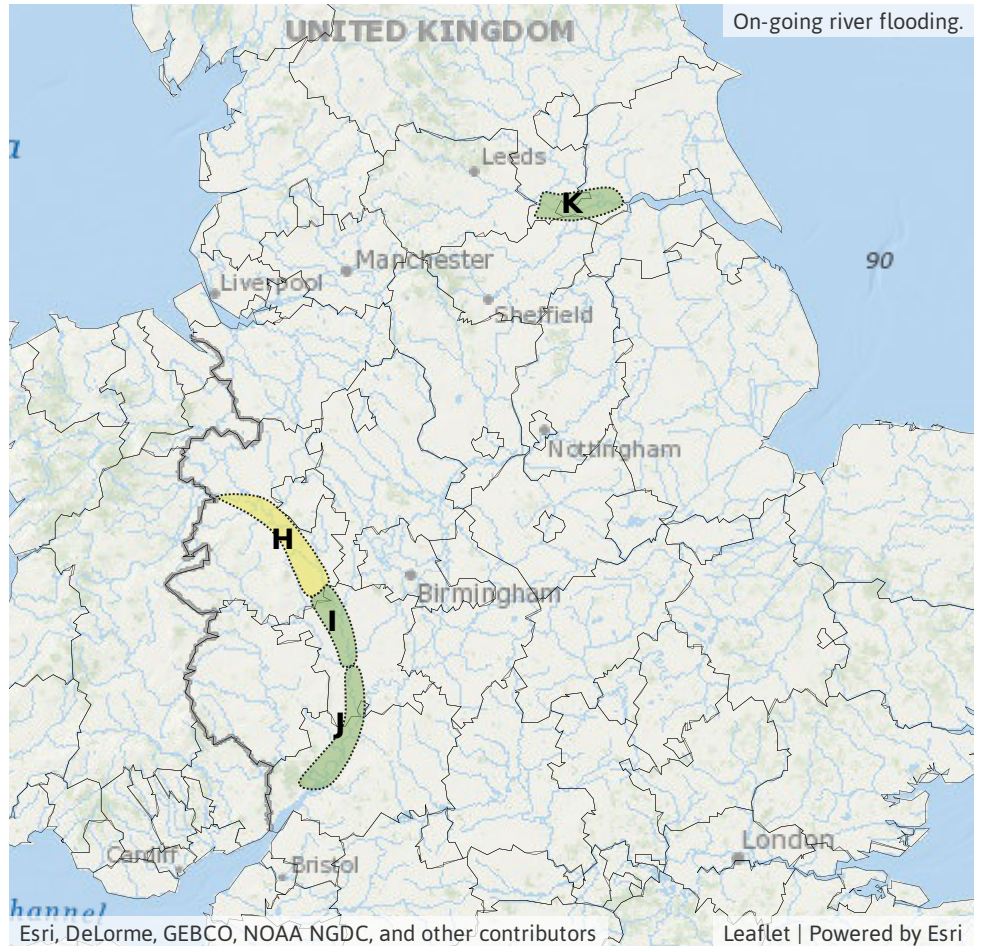 On-going river flooding.
UNITED KINGDOM
a
Leeds
K
Manchester
90
Liverpool
Sheffield
Nottingham
H
Birmingham
I
J
London
Cardiff
Bristol
hannel
Esri, DeLorme, GEBCO, NOAA NGDC, and other contributors
Leaflet | Powered by Esri